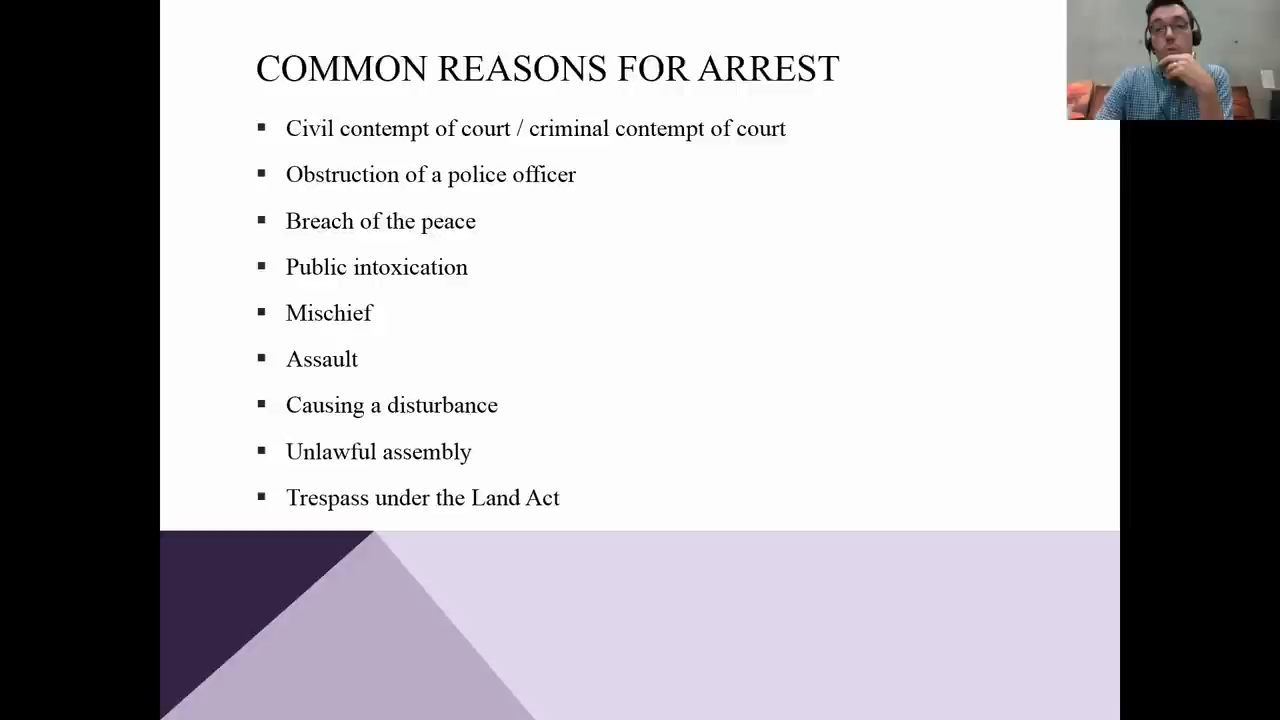 COMMON REASONS FOR ARREST
▪ Civil contempt of court / criminal contempt of court
▪ Obstruction of a police officer
▪ Breach of the peace
▪ Public intoxication
▪ Mischief
▪ Assault
▪ Causing a disturbance
▪ Unlawful assembly
▪ Trespass under the Land Act